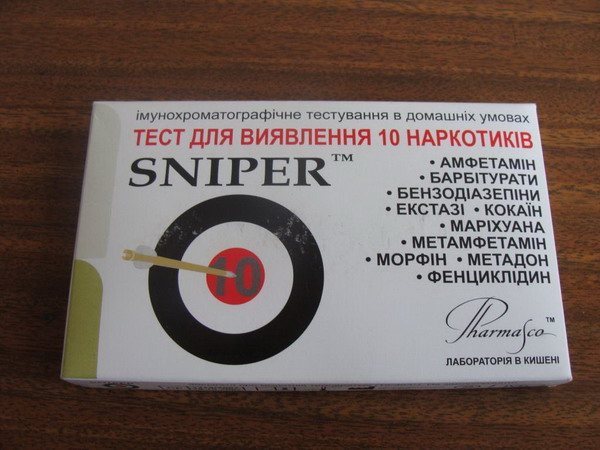 імунохроматографічне тестування в домашніх умовах
ТЕСТ ДЛЯ ВИЯВЛЕННЯ 10 НАРКОТИКІВ
SNIPER™
• АМФЕТАМІН
• БАРБІТУРАТИ
• БЕНЗОДІАЗЕПІНИ
• ЕКСТАЗІ • КОКАЇН
• МАРІХУАНА
• МЕТАМФЕТАМІН
• МОРФІН • МЕТАДОН
• ФЕНЦИКЛІДИН
10
Pharmasco™
ЛАБОРАТОРІЯ В КИШЕНІ